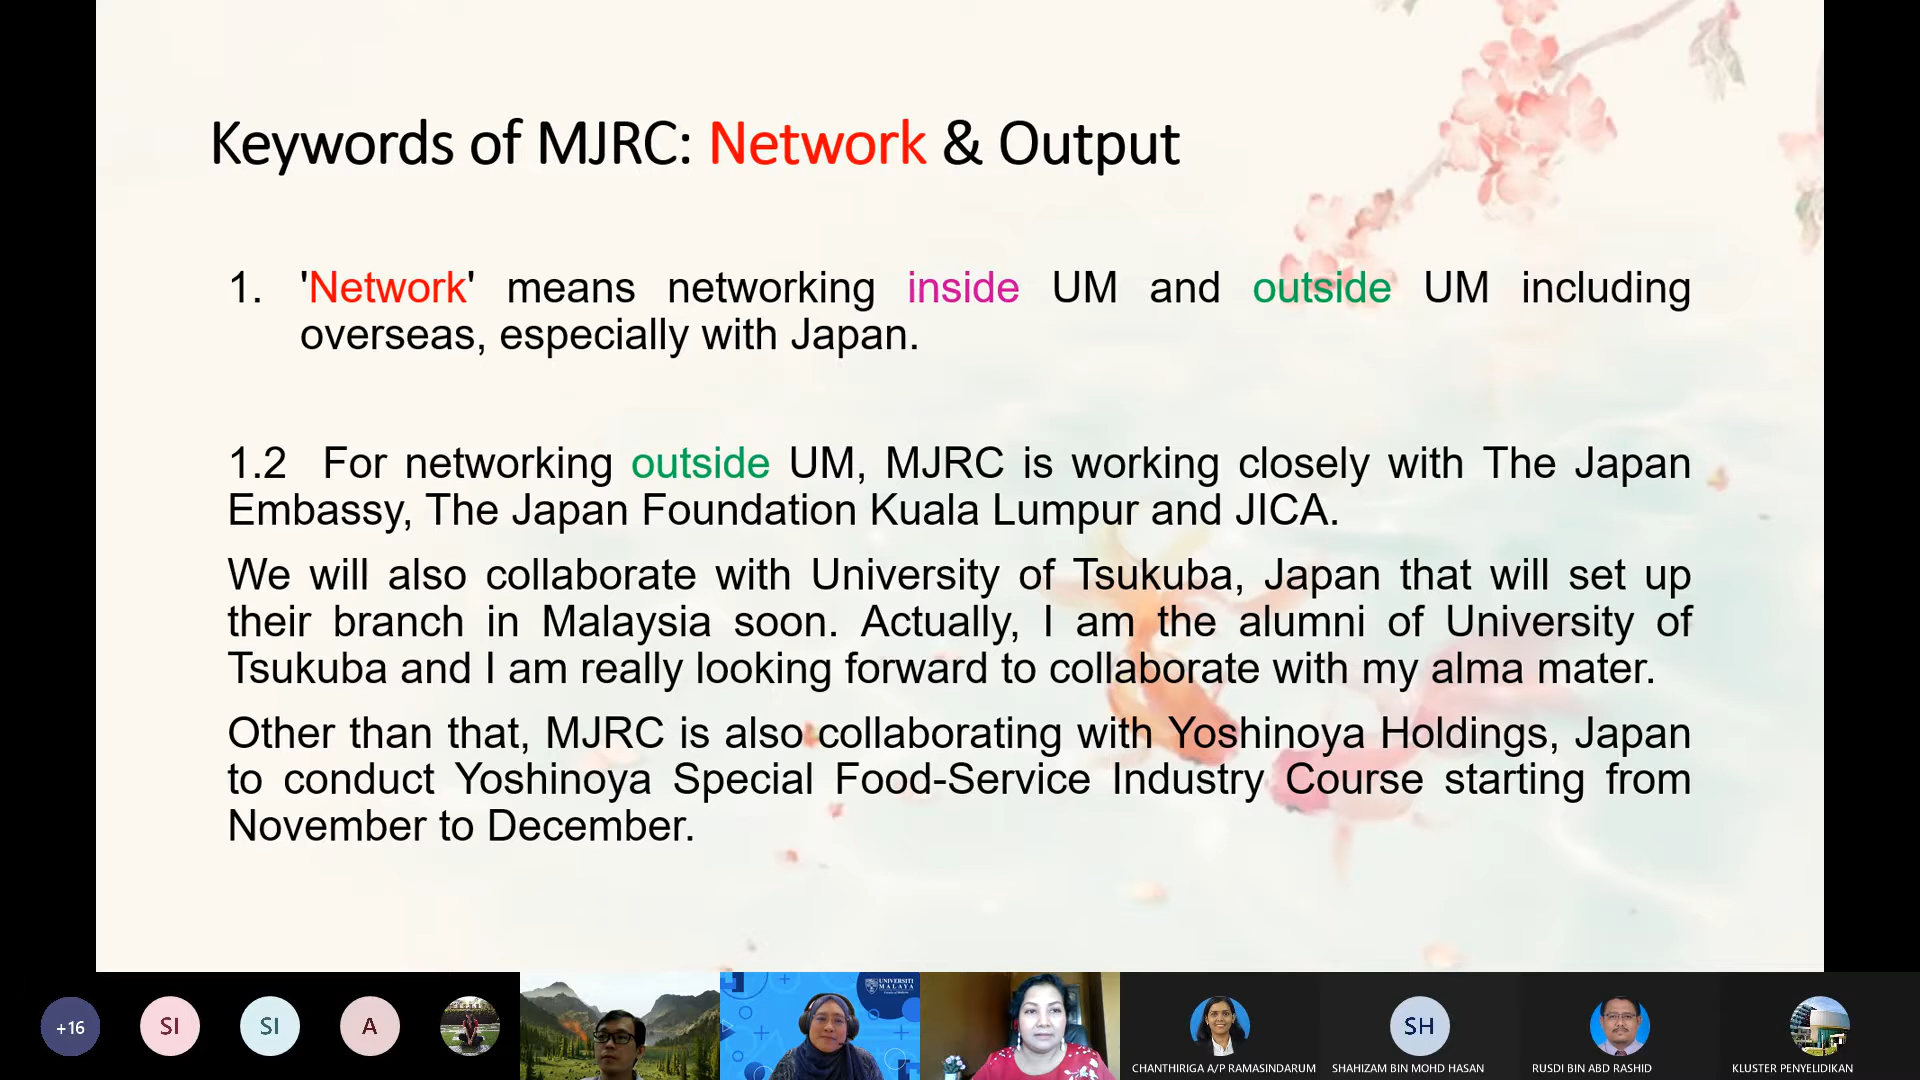 Keywords of MJRC: Network & Output
1. 'Network' means networking inside UM and outside UM including
overseas, especially with Japan.
1.2 For networking outside UM, MJRC is working closely with The Japan
Embassy, The Japan Foundation Kuala Lumpur and JICA.
We will also collaborate with University of Tsukuba, Japan that will set up
their branch in Malaysia soon. Actually, I am the alumni of University of
Tsukuba and I am really looking forward to collaborate with my alma mater.
Other than that, MJRC is also collaborating with Yoshinoya Holdings, Japan
to conduct Yoshinoya Special Food-Service Industry Course starting from
November to December.
+16
SI
SI
A
UNIVERSITI
MALAYA
SH
CHANTHIRIGA A/P RAMASINDARUM
SHAHIZAM BIN MOHD HASAN
RUSDI BIN ABD RASHID
KLUSTER PENYELIDIKAN